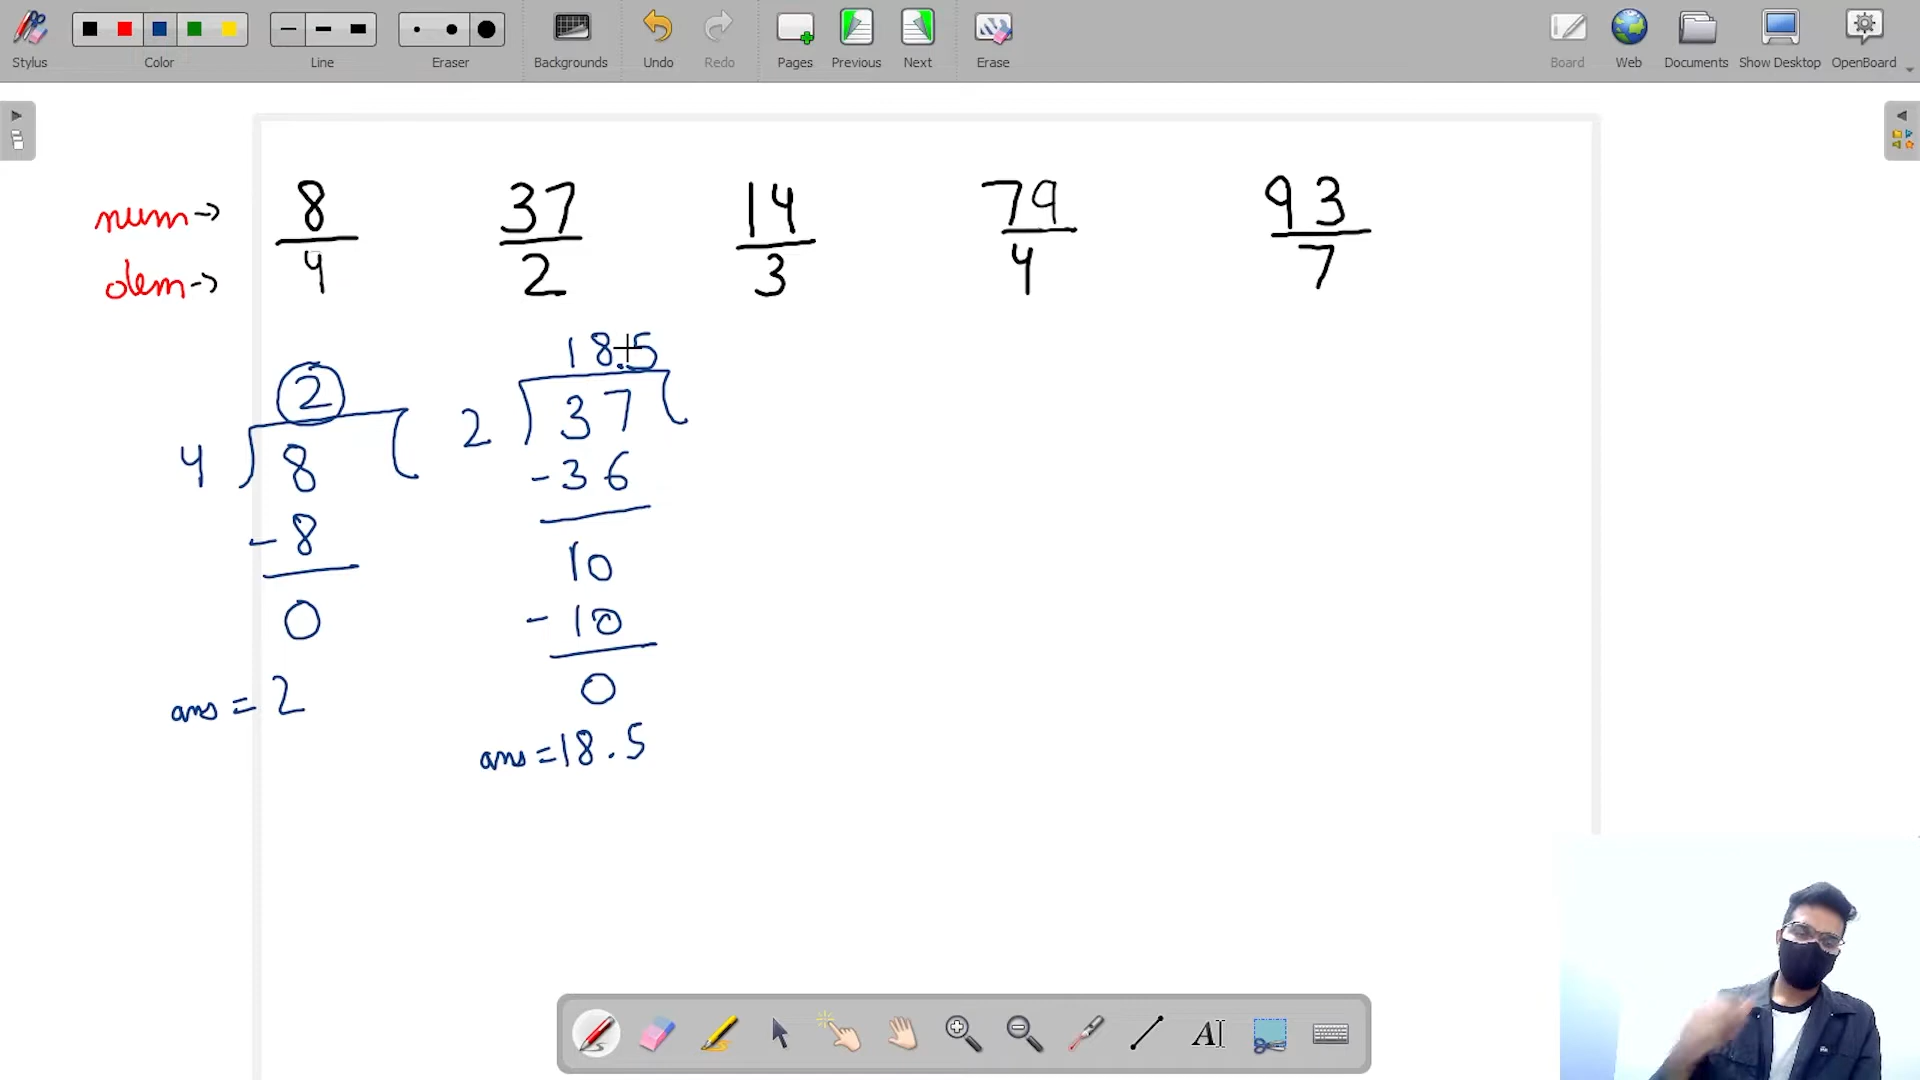 Stylus
Color
Line
Eraser
Backgrounds
Undo
Redo
Pages
Previous
Next
Erase
Board
Web
Documents
Show Desktop
OpenBoard
num→ 8 37 14 79 93
dem→ 4 2 3 4 7
2
4 8
-8
0
ans = 2
18.5
2 37
-36
10
-10
0
ans = 18.5
AI